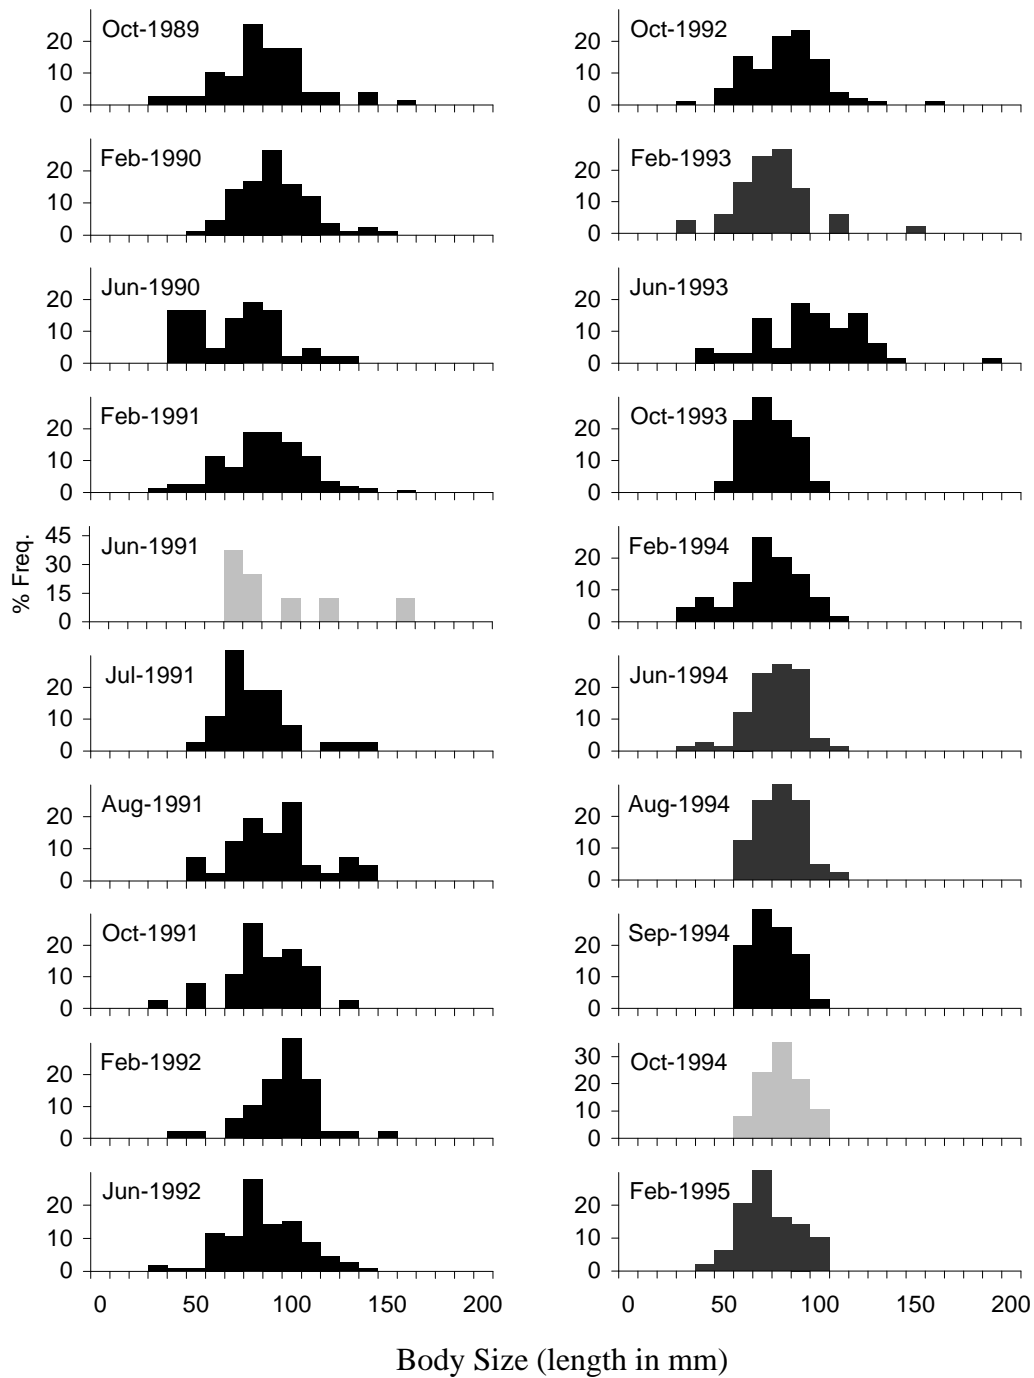 Oct-1989
20
10
0
Feb-1990
20
10
0
Jun-1990
20
10
0
Feb-1991
20
10
0
Jun-1991
45
30
15
0
% Freq.
Jul-1991
20
10
0
Aug-1991
20
10
0
Oct-1991
20
10
0
Feb-1992
20
10
0
Jun-1992
20
10
0
0 50 100 150 200
Oct-1992
20
10
0
Feb-1993
20
10
0
Jun-1993
20
10
0
Oct-1993
20
10
0
Feb-1994
20
10
0
Jun-1994
20
10
0
Aug-1994
20
10
0
Sep-1994
20
10
0
Oct-1994
30
20
10
0
Feb-1995
20
10
0
0 50 100 150 200
Body Size (length in mm)